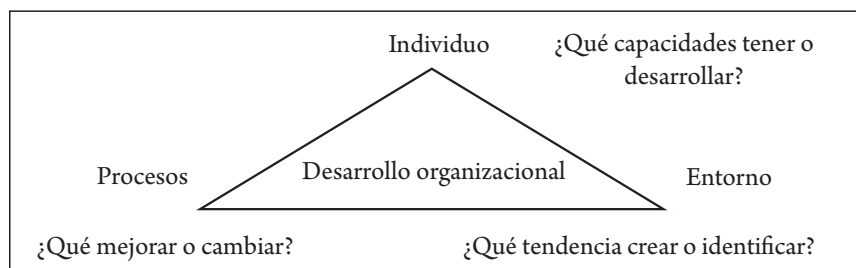 Individuo
¿Qué capacidades tener o
desarrollar?
Procesos
Desarrollo organizacional
Entorno
¿Qué mejorar o cambiar?
¿Qué tendencia crear o identificar?